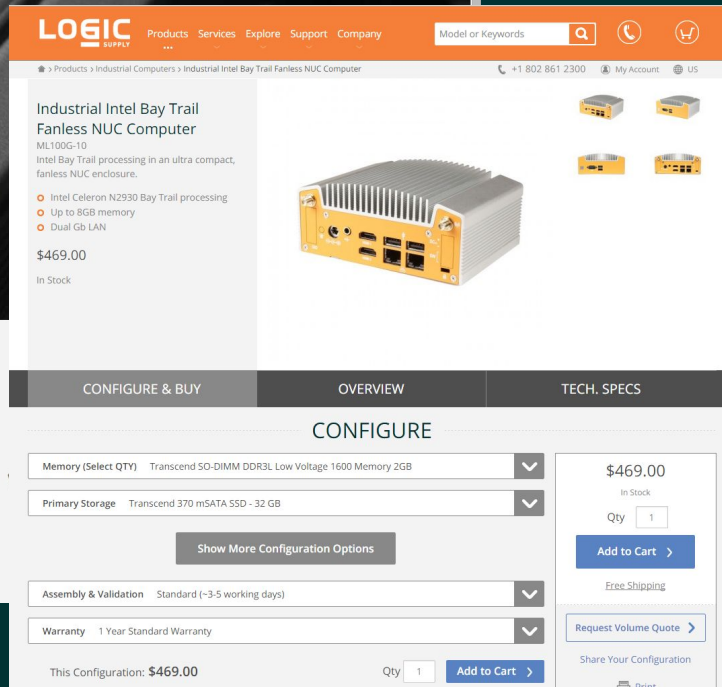 LOGIC
SUPPLY
Products Services Explore Support Company
Model or Keywords
> Products > Industrial Computers > Industrial Intel Bay Trail Fanless NUC Computer
+1 802 861 2300 My Account US
Industrial Intel Bay Trail
Fanless NUC Computer
ML100G-10
Intel Bay Trail processing in an ultra compact,
fanless NUC enclosure.
Intel Celeron N2930 Bay Trail processing
Up to 8GB memory
Dual Gb LAN
$469.00
In Stock
CONFIGURE & BUY
OVERVIEW
TECH. SPECS
CONFIGURE
Memory (Select QTY) Transcend SO-DIMM DDR3L Low Voltage 1600 Memory 2GB
Primary Storage Transcend 370 mSATA SSD - 32 GB
Show More Configuration Options
Assembly & Validation Standard (~3-5 working days)
Warranty 1 Year Standard Warranty
This Configuration: $469.00
Qty 1
Add to Cart
$469.00
In Stock
Qty 1
Add to Cart
Free Shipping
Request Volume Quote
Share Your Configuration
Print